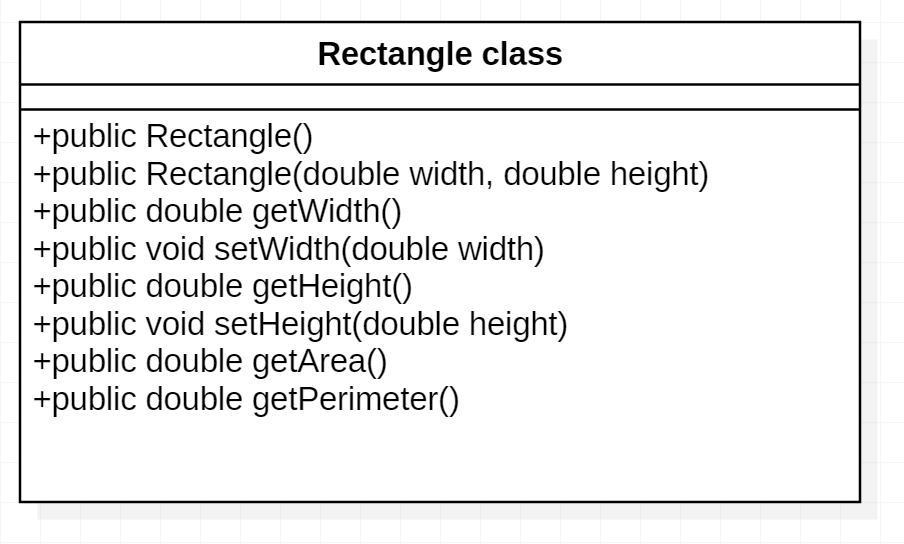 Rectangle class
+public Rectangle()
+public Rectangle(double width, double height)
+public double getWidth()
+public void setWidth(double width)
+public double getHeight()
+public void setHeight(double height)
+public double getArea()
+public double getPerimeter()